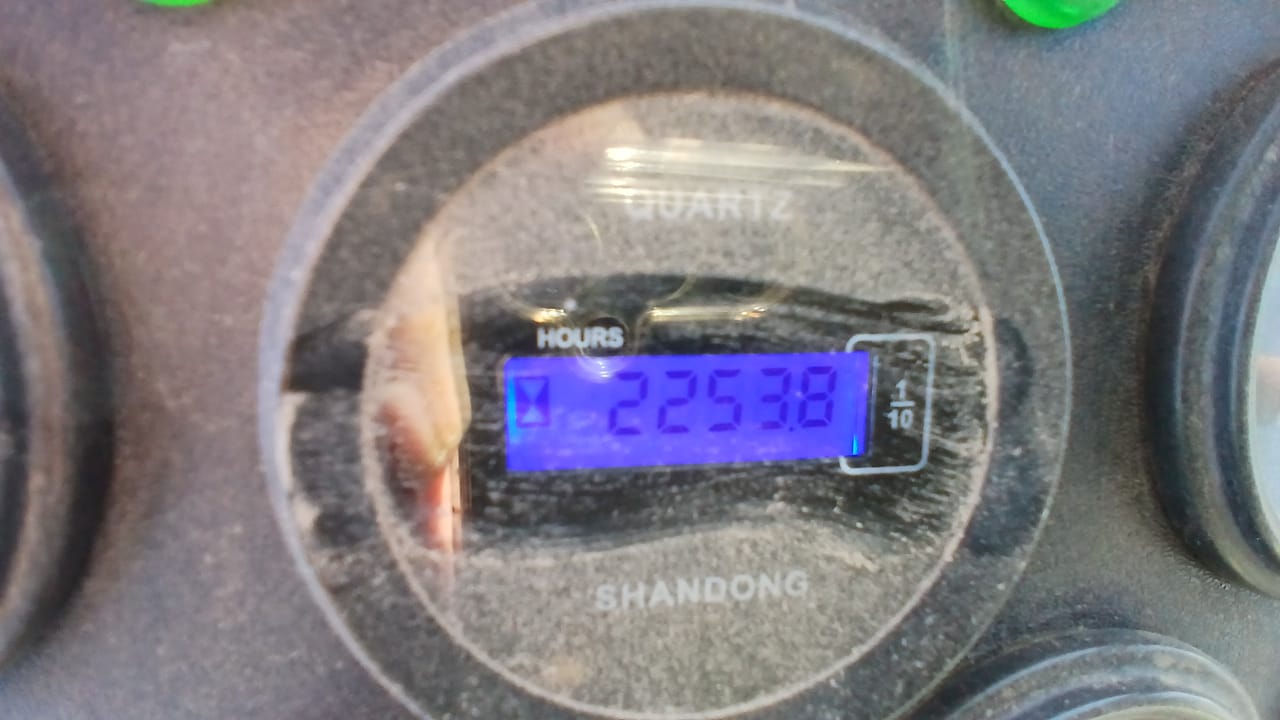 QUARTZ
HOURS
2253.8
1/10
SHANDONG